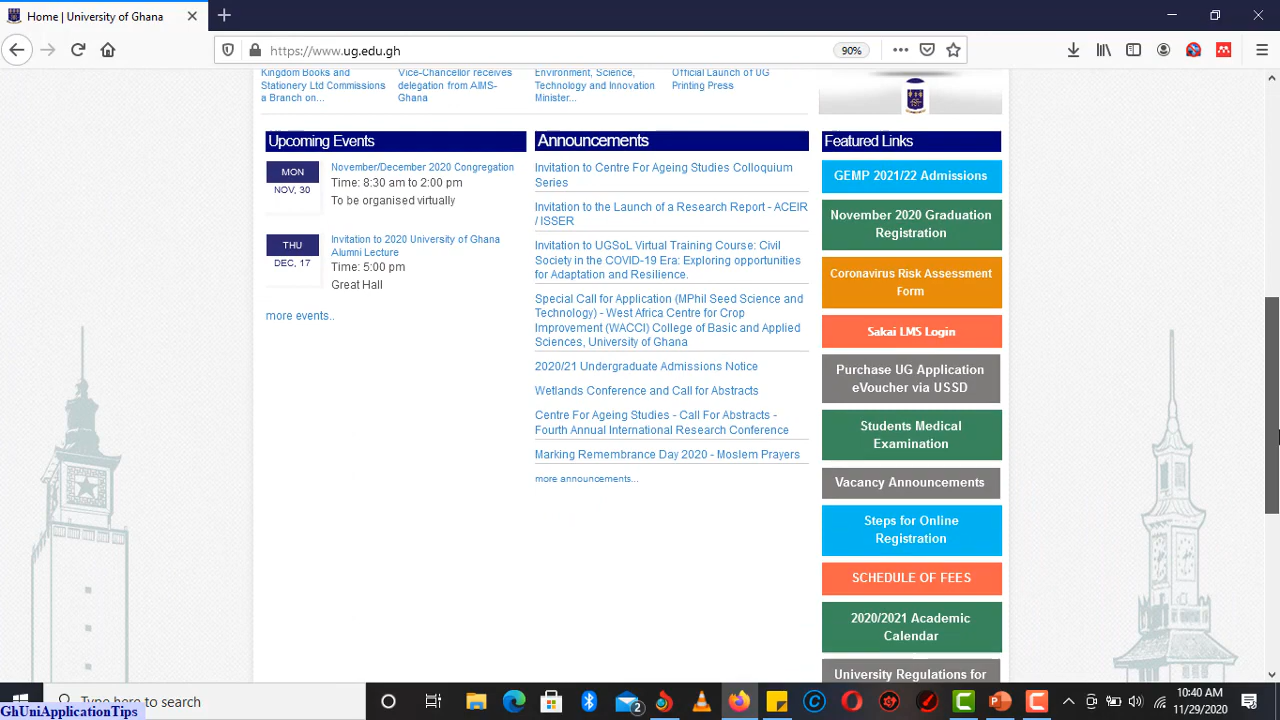 Home | University of Ghana
https://www.ug.edu.gh
90%
Kingdom Books and
Stationery Ltd Commissions
a Branch on...
Vice-Chancellor receives
delegation from AIMS-
Ghana
Environment, Science,
Technology and Innovation
Minister...
Official Launch of UG
Printing Press
Upcoming Events
MON
NOV, 30
November/December 2020 Congregation
Time: 8:30 am to 2:00 pm
To be organised virtually
THU
DEC, 17
Invitation to 2020 University of Ghana
Alumni Lecture
Time: 5:00 pm
Great Hall
more events..
Announcements
Invitation to Centre For Ageing Studies Colloquium
Series
Invitation to the Launch of a Research Report - ACEIR
/ ISSER
Invitation to UGSoL Virtual Training Course: Civil
Society in the COVID-19 Era: Exploring opportunities
for Adaptation and Resilience.
Special Call for Application (MPhil Seed Science and
Technology) - West Africa Centre for Crop
Improvement (WACCI) College of Basic and Applied
Sciences, University of Ghana
2020/21 Undergraduate Admissions Notice
Wetlands Conference and Call for Abstracts
Centre For Ageing Studies - Call For Abstracts -
Fourth Annual International Research Conference
Marking Remembrance Day 2020 - Moslem Prayers
more announcements...
Featured Links
GEMP 2021/22 Admissions
November 2020 Graduation
Registration
Coronavirus Risk Assessment
Form
Sakai LMS Login
Purchase UG Application
eVoucher via USSD
Students Medical
Examination
Vacancy Announcements
Steps for Online
Registration
SCHEDULE OF FEES
2020/2021 Academic
Calendar
University Regulations for
Type here to search
2
10:40 AM
11/29/2020
GhUniApplicationTips